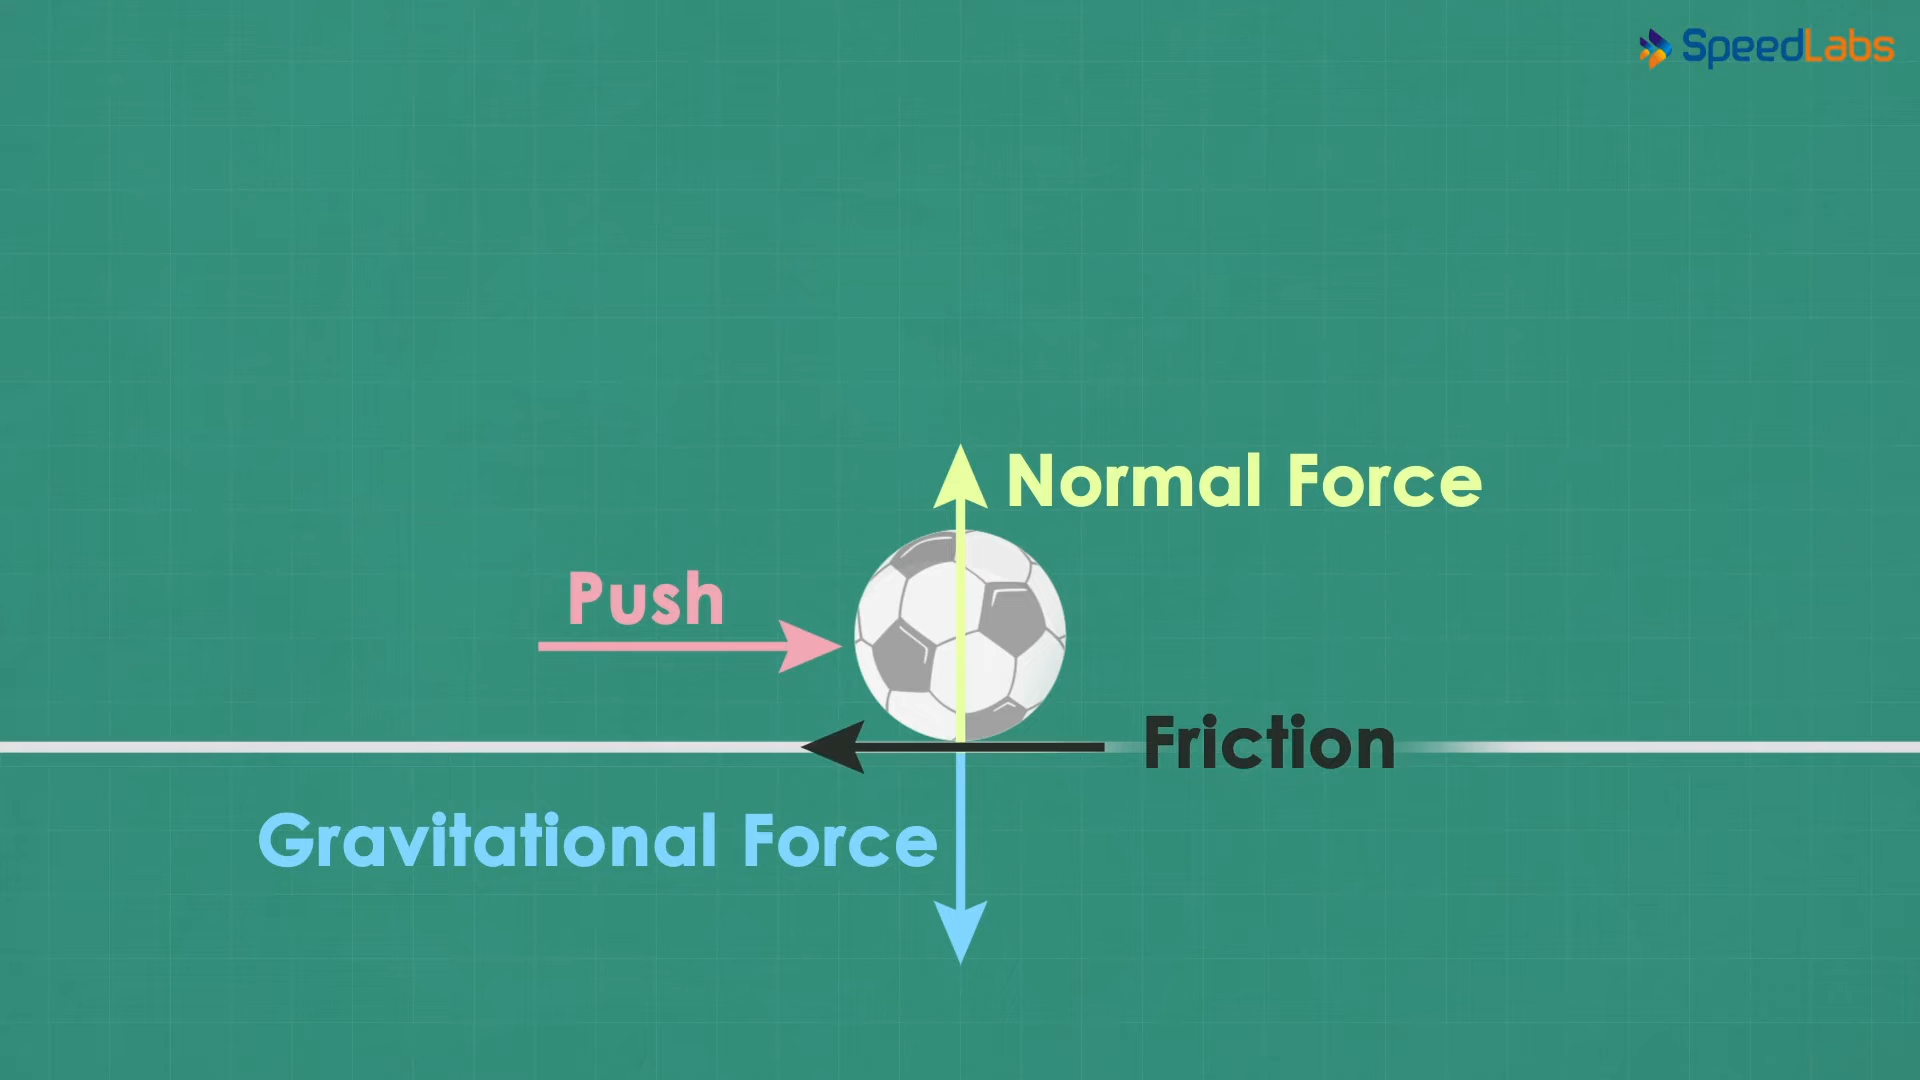 SpeedLabs
Normal Force
Push
Friction
Gravitational Force